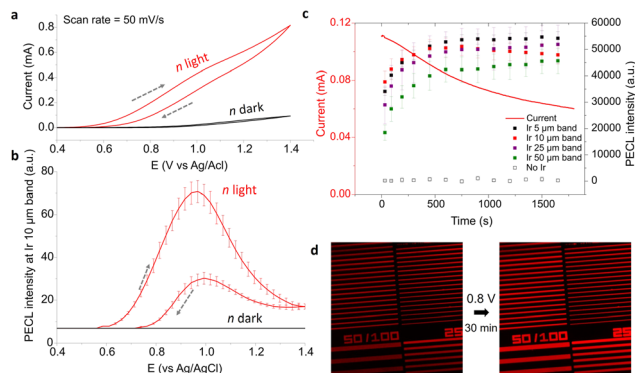 a
Scan rate = 50 mV/s
Current (mA)
0.8
0.4
0.0
n light
n dark
0.4 0.6 0.8 1.0 1.2 1.4
E (V vs Ag/Acl)
b
PECL intensity at Ir 10 µm band (a.u.)
100
80
60
40
20
0
n light
n dark
0.4 0.6 0.8 1.0 1.2 1.4
E (vs Ag/AgCl)
c
Current (mA)
0.12
0.08
0.04
0.00
PECL intensity (a.u.)
60000
50000
40000
30000
20000
10000
0
Current
Ir 5 µm band
Ir 10 µm band
Ir 25 µm band
Ir 50 µm band
No Ir
0 500 1000 1500
Time (s)
d
50/100
25
0.8 V
30 min
50/100
25